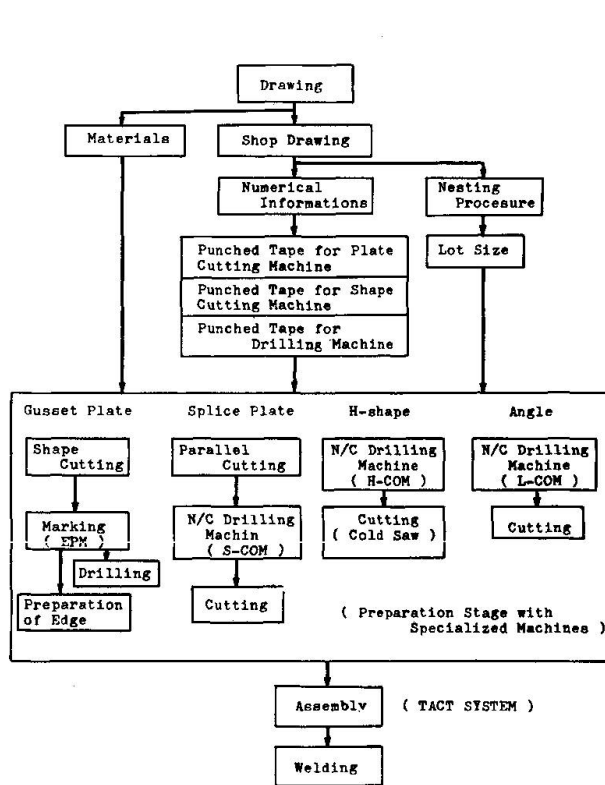 Drawing
Materials
Shop Drawing
Numerical
Informations
Nesting
Procesure
Punched Tape for Plate
Cutting Machine
Lot Size
Punched Tape for Shape
Cutting Machine
Punched Tape for
Drilling Machine
Gusset Plate
Splice Plate
H-shape
Angle
Shape
Cutting
Parallel
Cutting
N/C Drilling
Machine
( H-COM )
N/C Drilling
Machine
( L-COM )
Marking
( EPM )
N/C Drilling
Machin
( S-COM )
Cutting
( Cold Saw )
Cutting
Drilling
Preparation
of Edge
Cutting
( Preparation Stage with
Specialized Machines )
Assembly
( TACT SYSTEM )
Welding